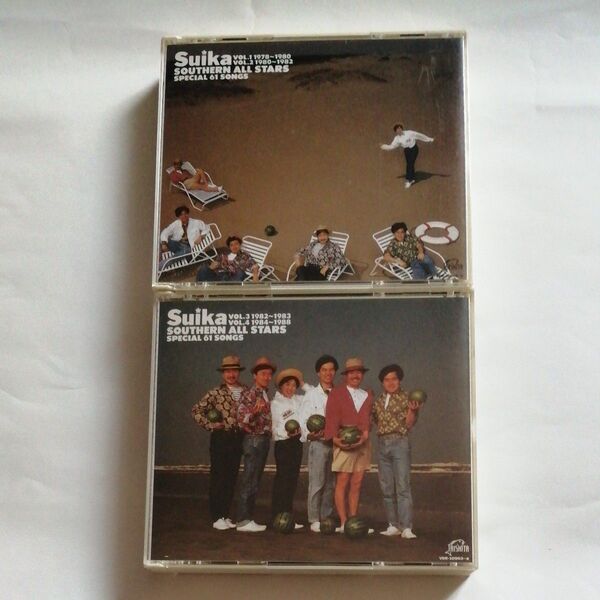 Suika VOL.1 1978~1980
VOL.2 1980~1982
SOUTHERN ALL STARS
SPECIAL 61 SONGS
Suika VOL.3 1982~1983
VOL.4 1984~1988
SOUTHERN ALL STARS
SPECIAL 61 SONGS
TAISHITA